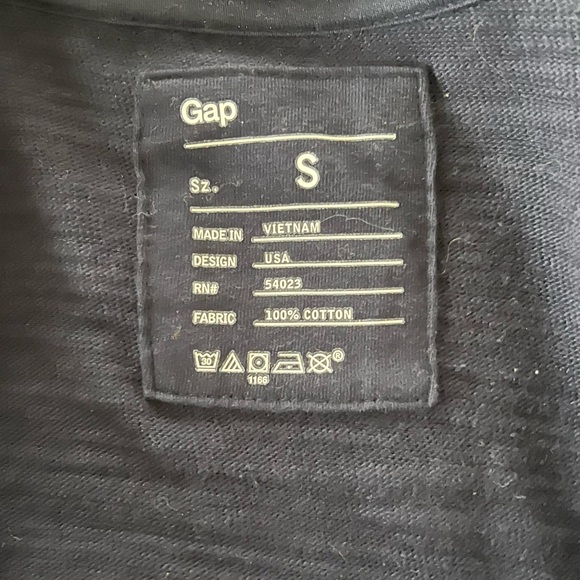 Gap
Sz. S
MADE IN VIETNAM
DESIGN USA
RN# 54023
FABRIC 100% COTTON
30 ®
1166